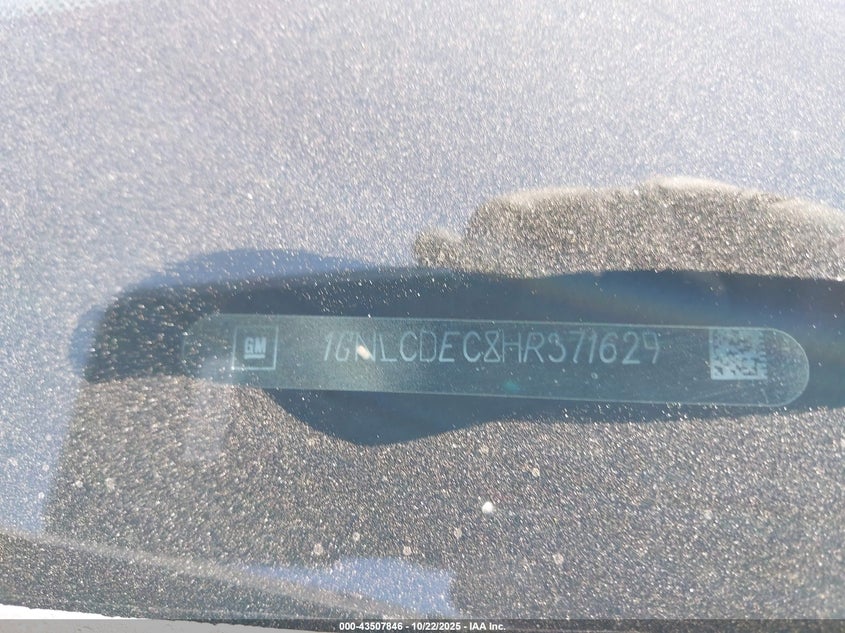 GM 1GNLCDEC8HR371629
000-43507846 - 10/22/2025 - IAA Inc.